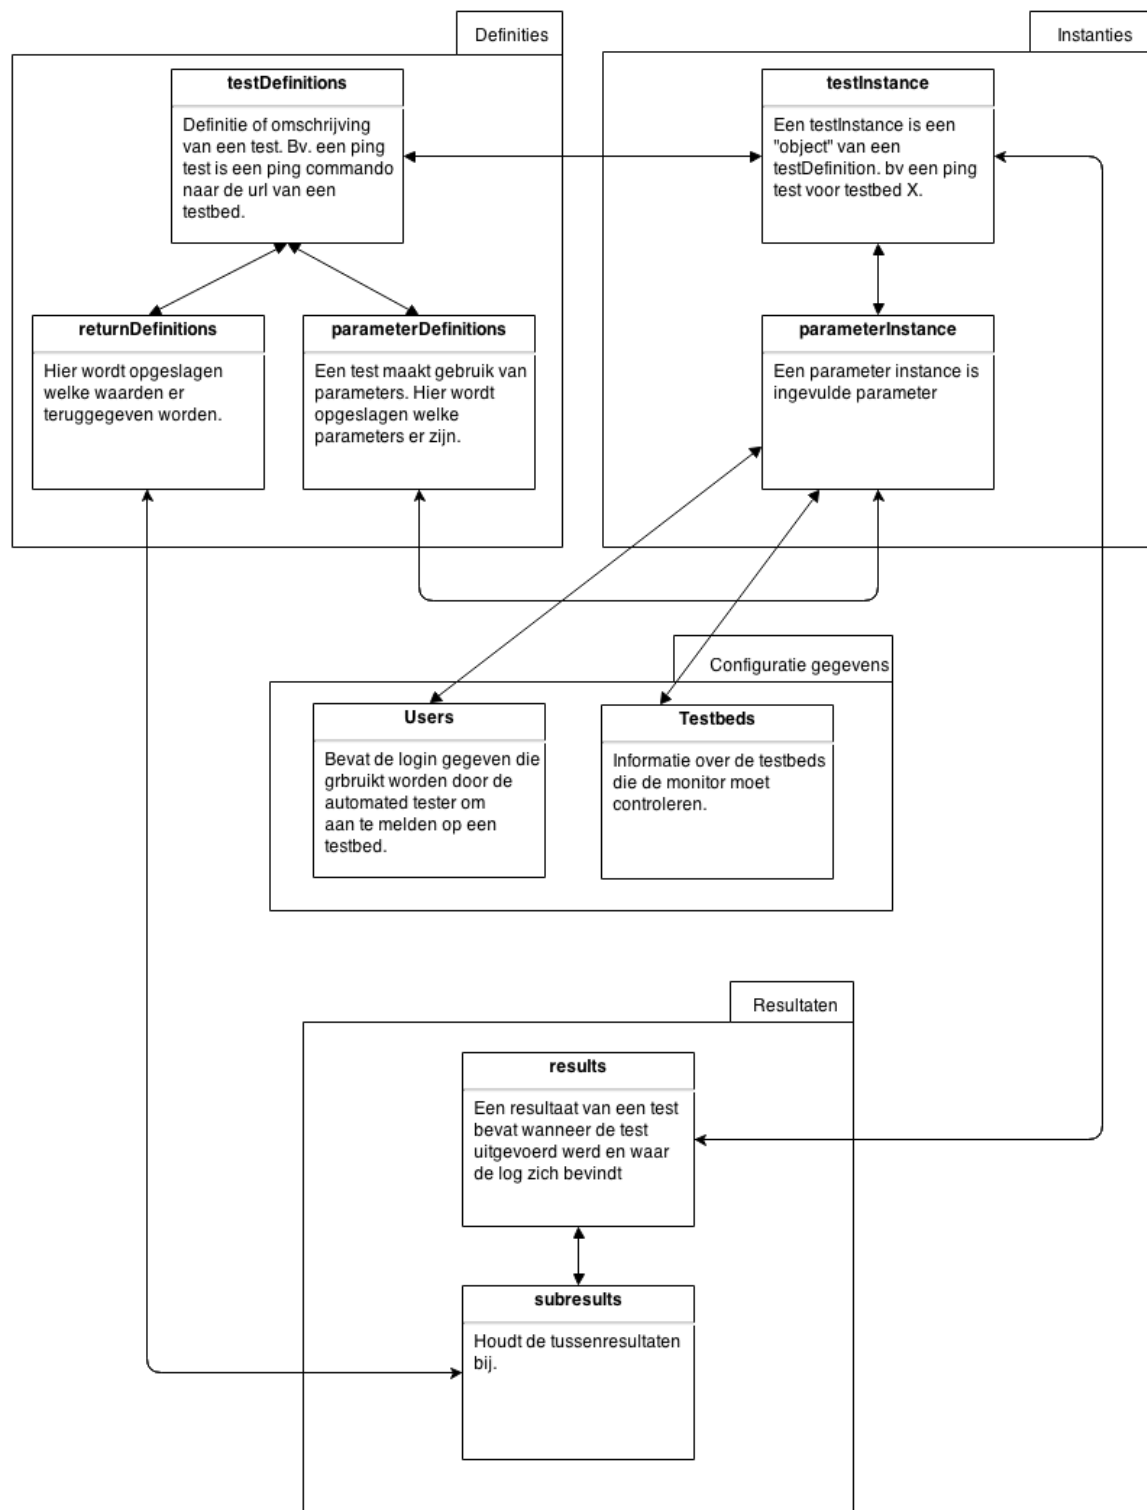 Definities
testDefinitions
Definitie of omschrijving
van een test. Bv. een ping
test is een ping commando
naar de url van een
testbed.
returnDefinitions
Hier wordt opgeslagen
welke waarden er
teruggegeven worden.
parameterDefinitions
Een test maakt gebruik van
parameters. Hier wordt
opgeslagen welke
parameters er zijn.
Instanties
testInstance
Een testInstance is een
"object" van een
testDefinition. bv een ping
test voor testbed X.
parameterInstance
Een parameter instance is
ingevulde parameter
Configuratie gegevens
Users
Bevat de login gegeven die
grbruikt worden door de
automated tester om
aan te melden op een
testbed.
Testbeds
Informatie over de testbeds
die de monitor moet
controleren.
Resultaten
results
Een resultaat van een test
bevat wanneer de test
uitgevoerd werd en waar
de log zich bevindt
subresults
Houdt de tussenresultaten
bij.